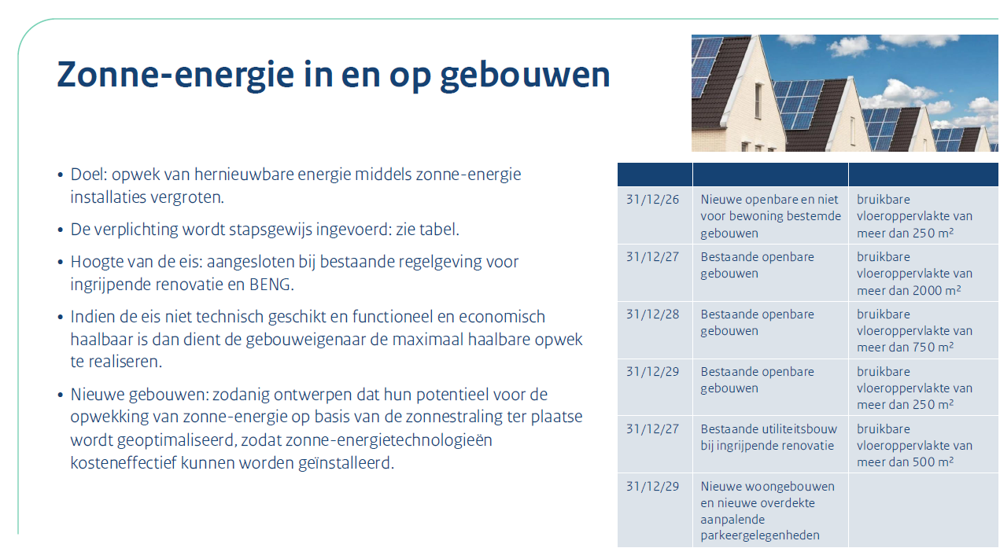 Zonne-energie in en op gebouwen
• Doel: opwek van hernieuwbare energie middels zonne-energie
installaties vergroten.
• De verplichting wordt stapsgewijs ingevoerd: zie tabel.
• Hoogte van de eis: aangesloten bij bestaande regelgeving voor
ingrijpende renovatie en BENG.
• Indien de eis niet technisch geschikt en functioneel en economisch
haalbaar is dan dient de gebouweigenaar de maximaal haalbare opwek
te realiseren.
• Nieuwe gebouwen: zodanig ontwerpen dat hun potentieel voor de
opwekking van zonne-energie op basis van de zonnestraling ter plaatse
wordt geoptimaliseerd, zodat zonne-energietechnologieën
kosteneffectief kunnen worden geïnstalleerd.
31/12/26 Nieuwe openbare en niet bruikbare
voor bewoning bestemde vloeroppervlakte van
gebouwen meer dan 250 m²
31/12/27 Bestaande openbare bruikbare
gebouwen vloeroppervlakte van
meer dan 2000 m²
31/12/28 Bestaande openbare bruikbare
gebouwen vloeroppervlakte van
meer dan 750 m²
31/12/29 Bestaande openbare bruikbare
gebouwen vloeroppervlakte van
meer dan 250 m²
31/12/27 Bestaande utiliteitsbouw bruikbare
bij ingrijpende renovatie vloeroppervlakte van
meer dan 500 m²
31/12/29 Nieuwe woongebouwen
en nieuwe overdekte
aanpalende
parkeergelegenheden